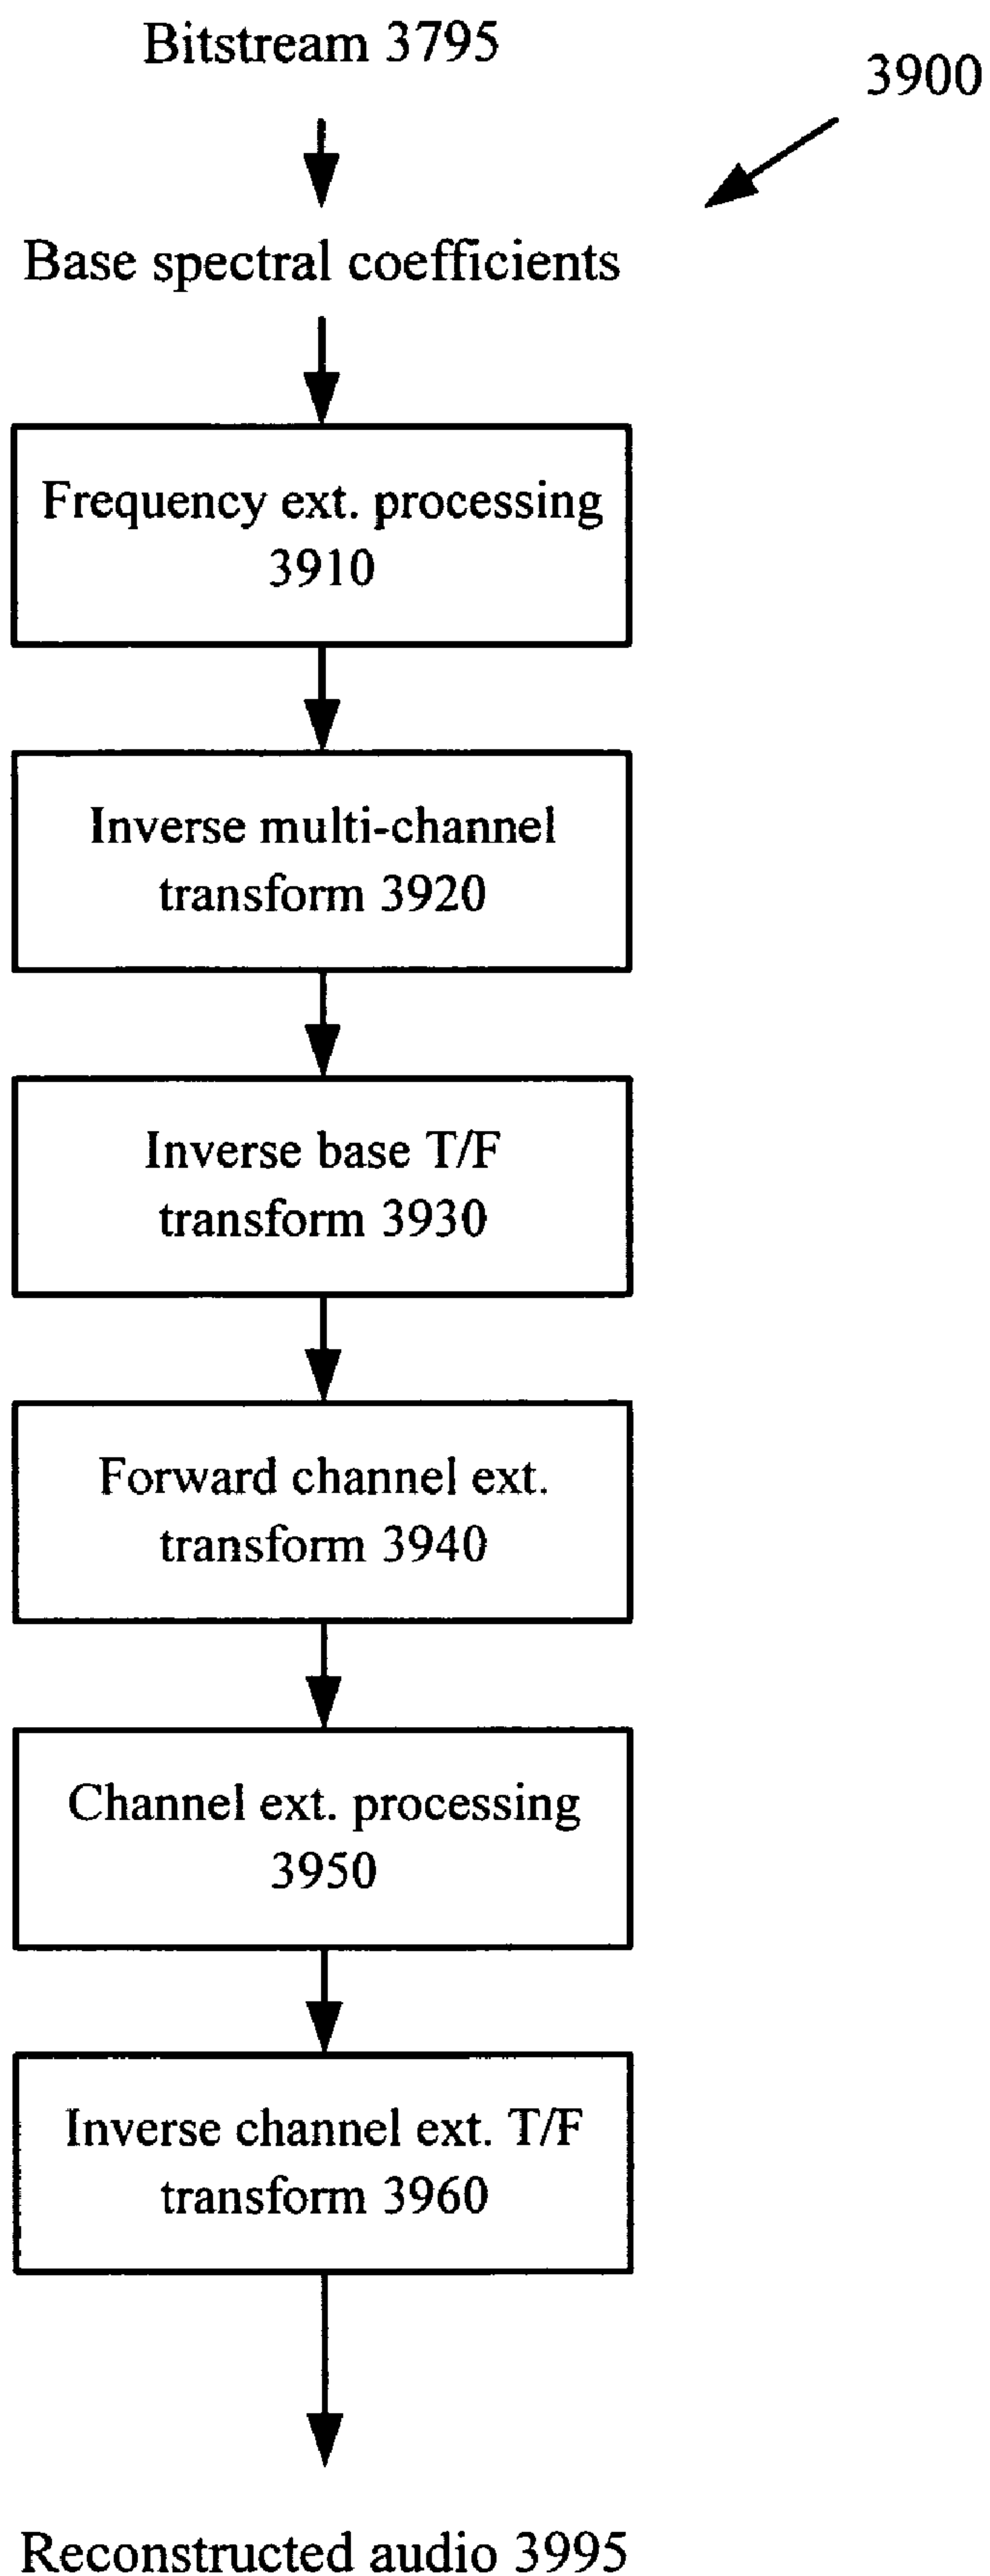 Bitstream 3795
3900
Base spectral coefficients
Frequency ext. processing
3910
Inverse multi-channel
transform 3920
Inverse base T/F
transform 3930
Forward channel ext.
transform 3940
Channel ext. processing
3950
Inverse channel ext. T/F
transform 3960
Reconstructed audio 3995